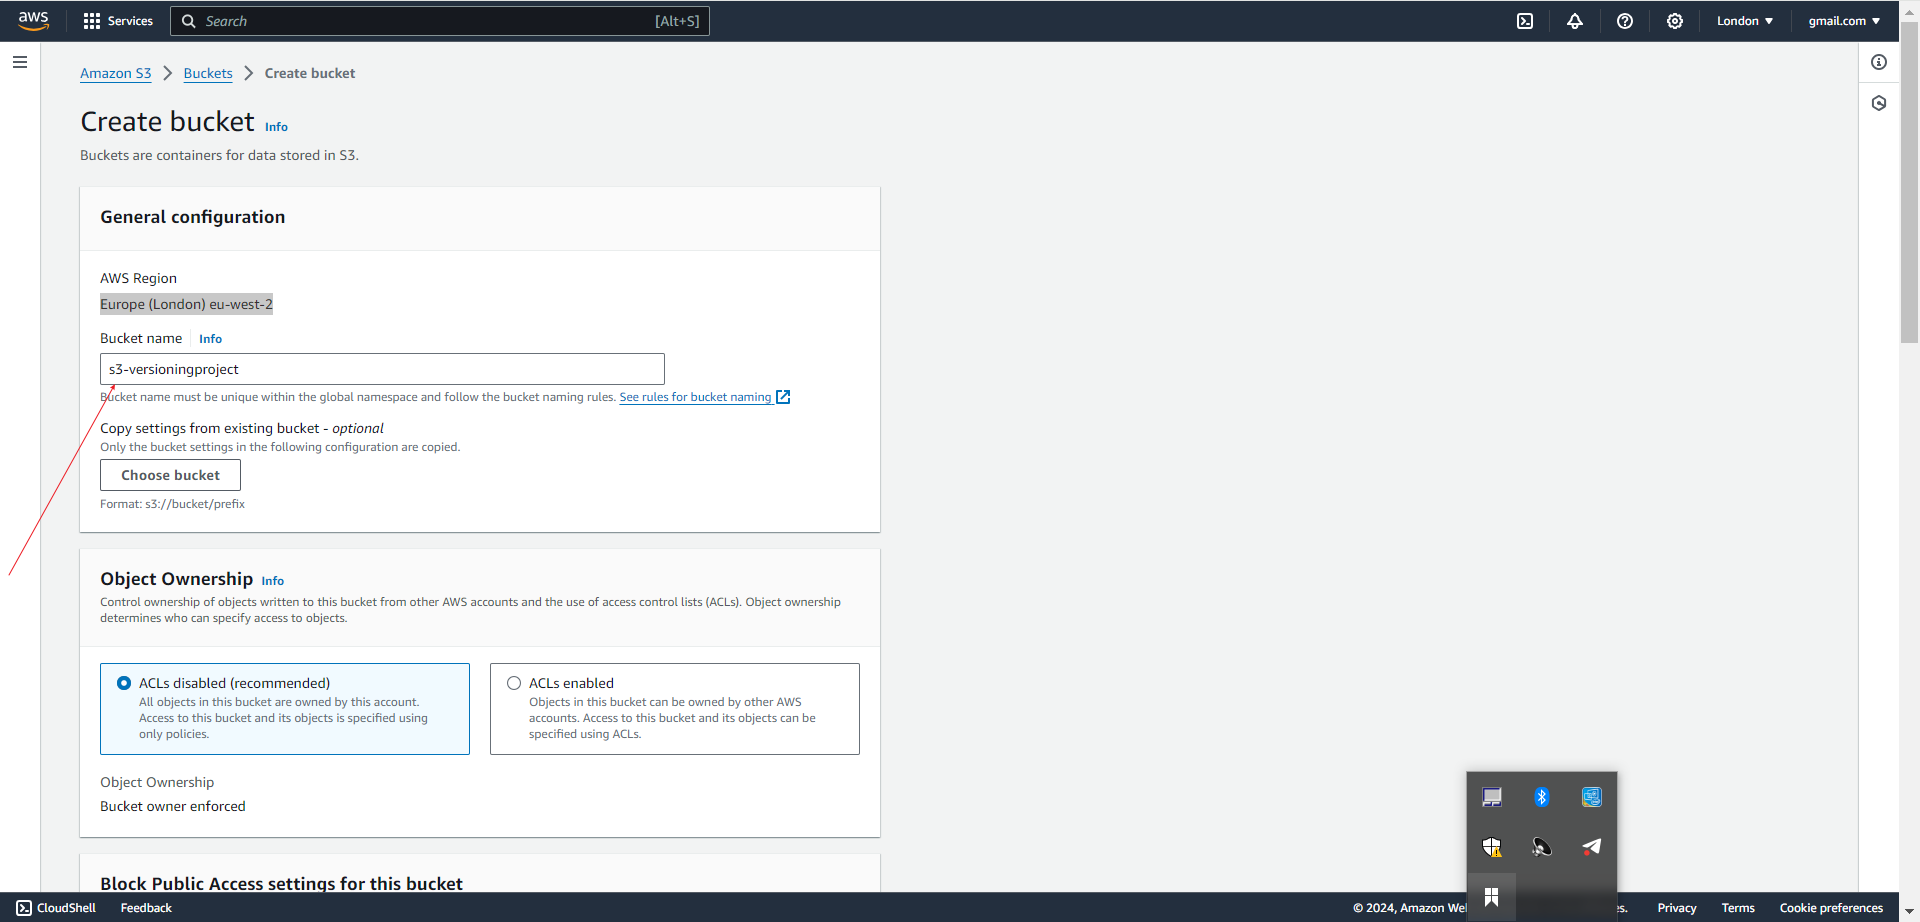 aws
Services
Search
[Alt+S]
London
gmail.com
Amazon S3
Buckets
Create bucket
Create bucket Info
Buckets are containers for data stored in S3.
General configuration
AWS Region
Europe (London) eu-west-2
Bucket name Info
s3-versioningproject
Bucket name must be unique within the global namespace and follow the bucket naming rules. See rules for bucket naming
Copy settings from existing bucket - optional
Only the bucket settings in the following configuration are copied.
Choose bucket
Format: s3://bucket/prefix
Object Ownership Info
Control ownership of objects written to this bucket from other AWS accounts and the use of access control lists (ACLs). Object ownership
determines who can specify access to objects.
ACLs disabled (recommended)
All objects in this bucket are owned by this account.
Access to this bucket and its objects is specified using
only policies.
ACLs enabled
Objects in this bucket can be owned by other AWS
accounts. Access to this bucket and its objects can be
specified using ACLs.
Object Ownership
Bucket owner enforced
Block Public Access settings for this bucket
CloudShell
Feedback
© 2024, Amazon We
s.
Privacy
Terms
Cookie preferences